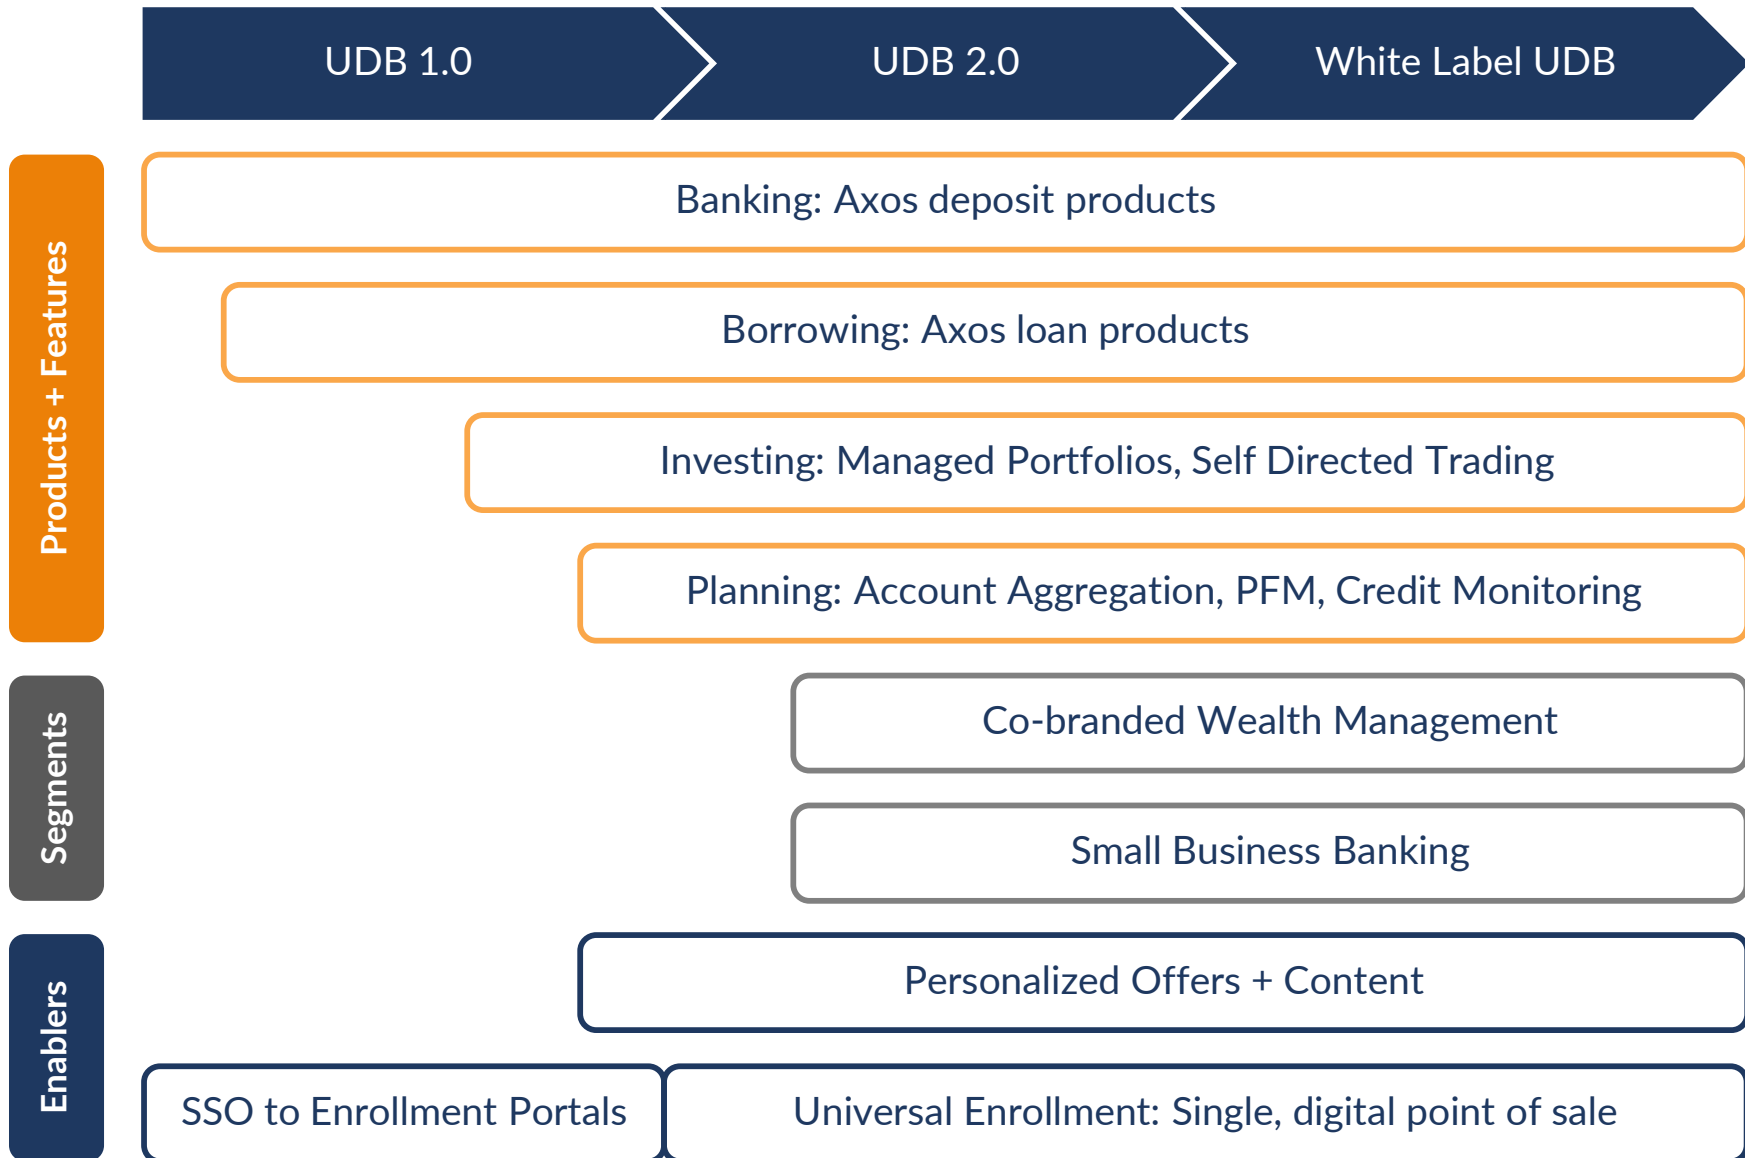 UDB 1.0
UDB 2.0
White Label UDB
Products + Features
Banking: Axos deposit products
Borrowing: Axos loan products
Investing: Managed Portfolios, Self Directed Trading
Planning: Account Aggregation, PFM, Credit Monitoring
Segments
Co-branded Wealth Management
Small Business Banking
Enablers
Personalized Offers + Content
SSO to Enrollment Portals
Universal Enrollment: Single, digital point of sale